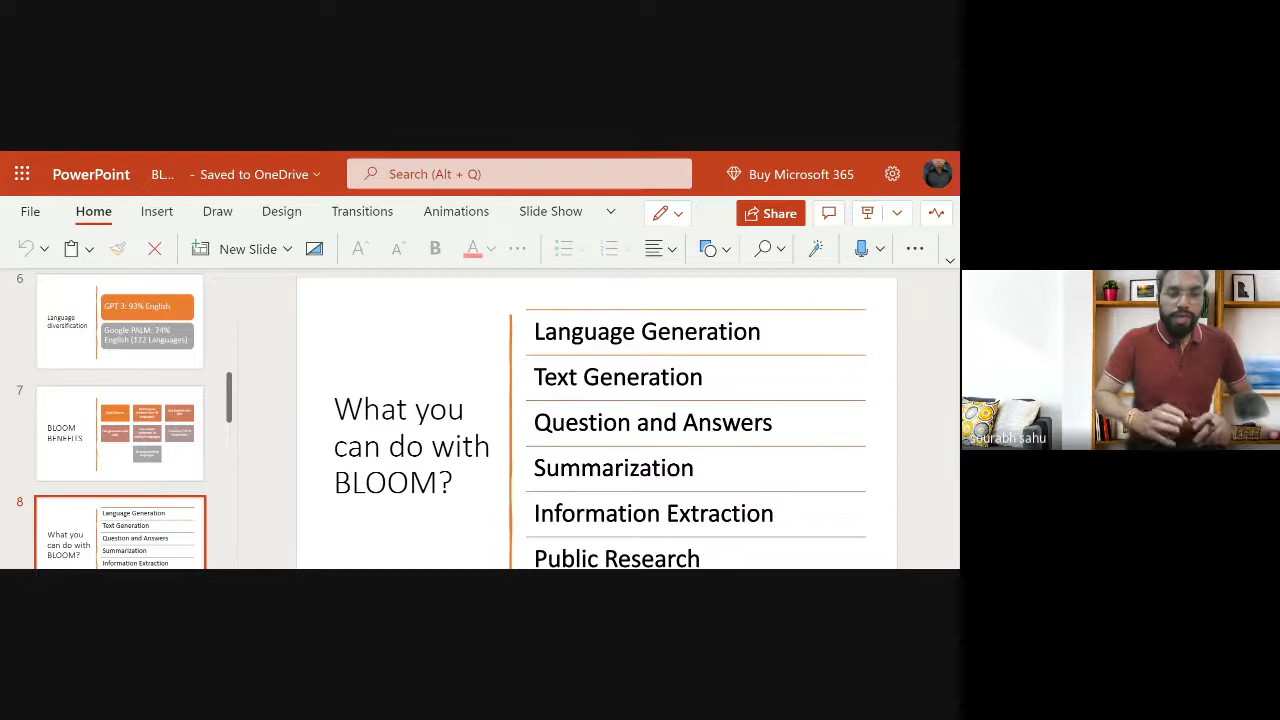 PowerPoint BL... - Saved to OneDrive Search (Alt + Q) Buy Microsoft 365
File Home Insert Draw Design Transitions Animations Slide Show Share
New Slide
6
Language
diversification
GPT 3: 93% English
Google PALM: 74%
English (122 Languages)
7
BLOOM
BENEFITS
8
What you
can do with
BLOOM?
Language Generation
Text Generation
Question and Answers
Summarization
Information Extraction
What you
can do with
BLOOM?
Language Generation
Text Generation
Question and Answers
Summarization
Information Extraction
Public Research
sourabh sahu